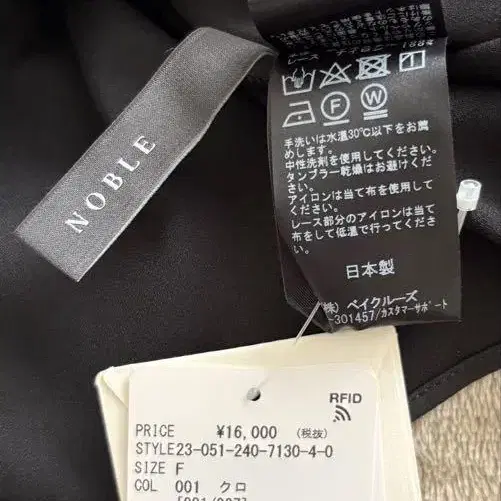 NOBLE
手洗いは水温30℃以下をお薦
めします。
中性洗剤を使用してください。
タンブラー乾燥はお避けくださ
い。
アイロンは当て布を使用して
ください。
レース部分のアイロンは当て
布をして低温で行ってください。
日本製
株) ベイクルーズ
-301457/カスタマーサポート
RFID
PRICE ¥16,000 (税抜)
STYLE23-051-240-7130-4-0
SIZE F
COL 001 クロ